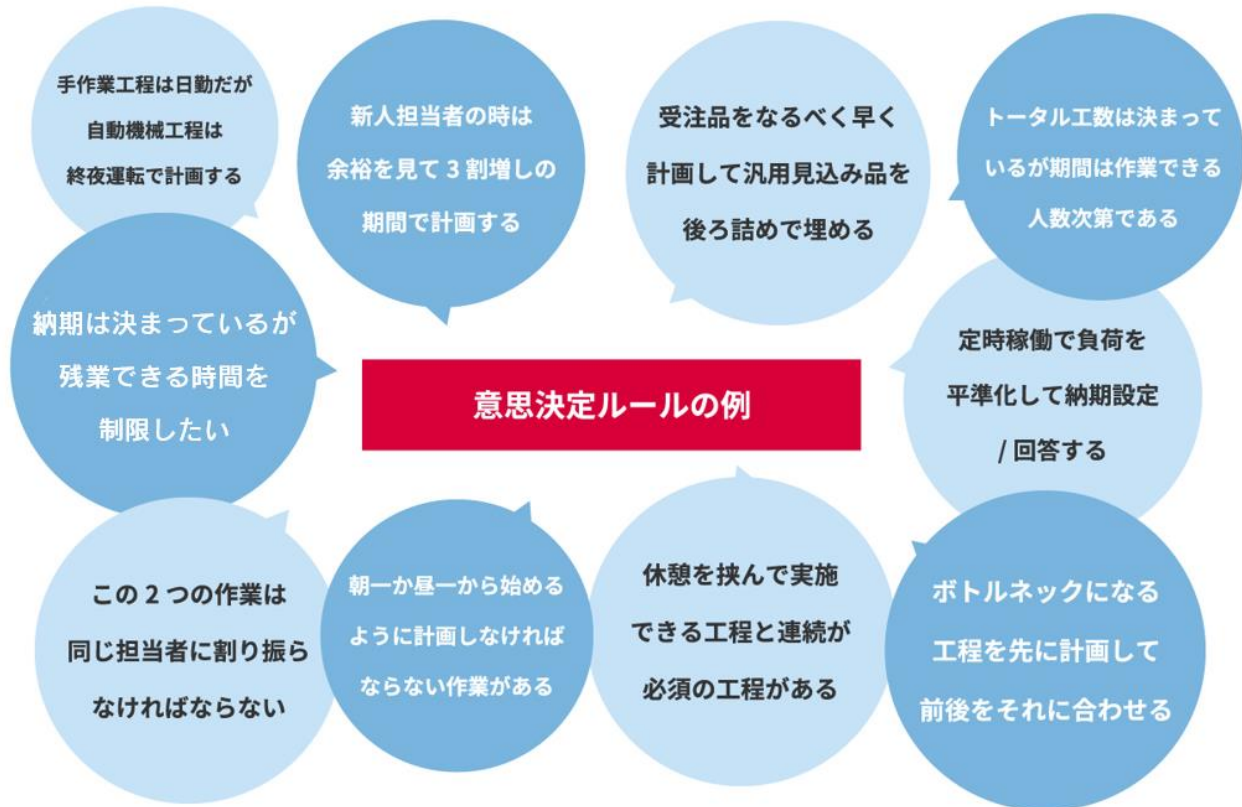 手作業工程は日勤だが
自動機械工程は
終夜運転で計画する
新人担当者の時は
余裕を見て 3 割増しの
期間で計画する
受注品をなるべく早く
計画して汎用見込み品を
後ろ詰めで埋める
トータル工数は決まって
いるが期間は作業できる
人数次第である
納期は決まっているが
残業できる時間を
制限したい
意思決定ルールの例
定時稼働で負荷を
平準化して納期設定
/ 回答する
この 2 つの作業は
同じ担当者に割り振ら
なければならない
朝一か昼一から始める
ように計画しなければ
ならない作業がある
休憩を挟んで実施
できる工程と連続が
必須の工程がある
ボトルネックになる
工程を先に計画して
前後をそれに合わせる